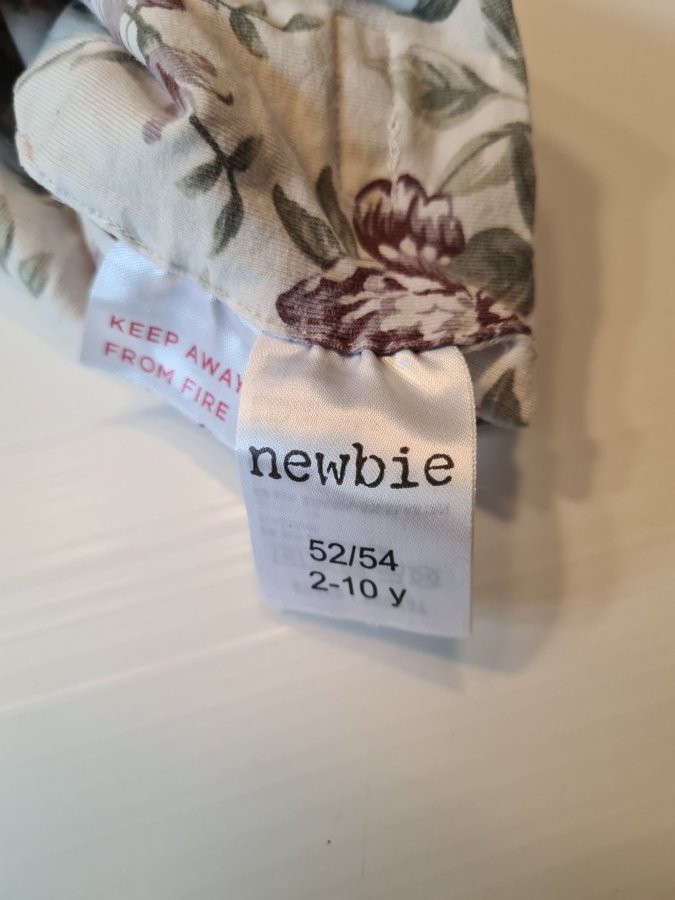 KEEP AWAY
FROM FIRE
newbie
52/54
2-10 y